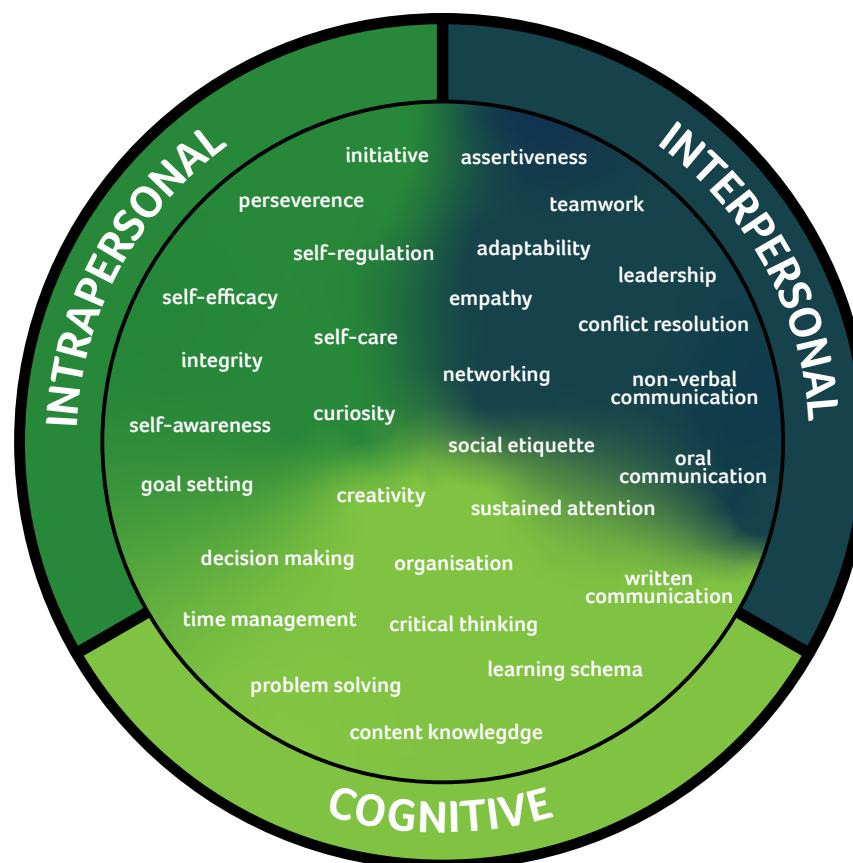 INTRAPERSONAL
INTERPERSONAL
initiative
assertiveness
perseverence
teamwork
self-regulation
adaptability
leadership
self-efficacy
empathy
conflict resolution
self-care
integrity
networking
non-verbal
communication
curiosity
self-awareness
social etiquette
oral
communication
goal setting
creativity
sustained attention
decision making
organisation
written
communication
time management
critical thinking
learning schema
problem solving
content knowlegdge
COGNITIVE